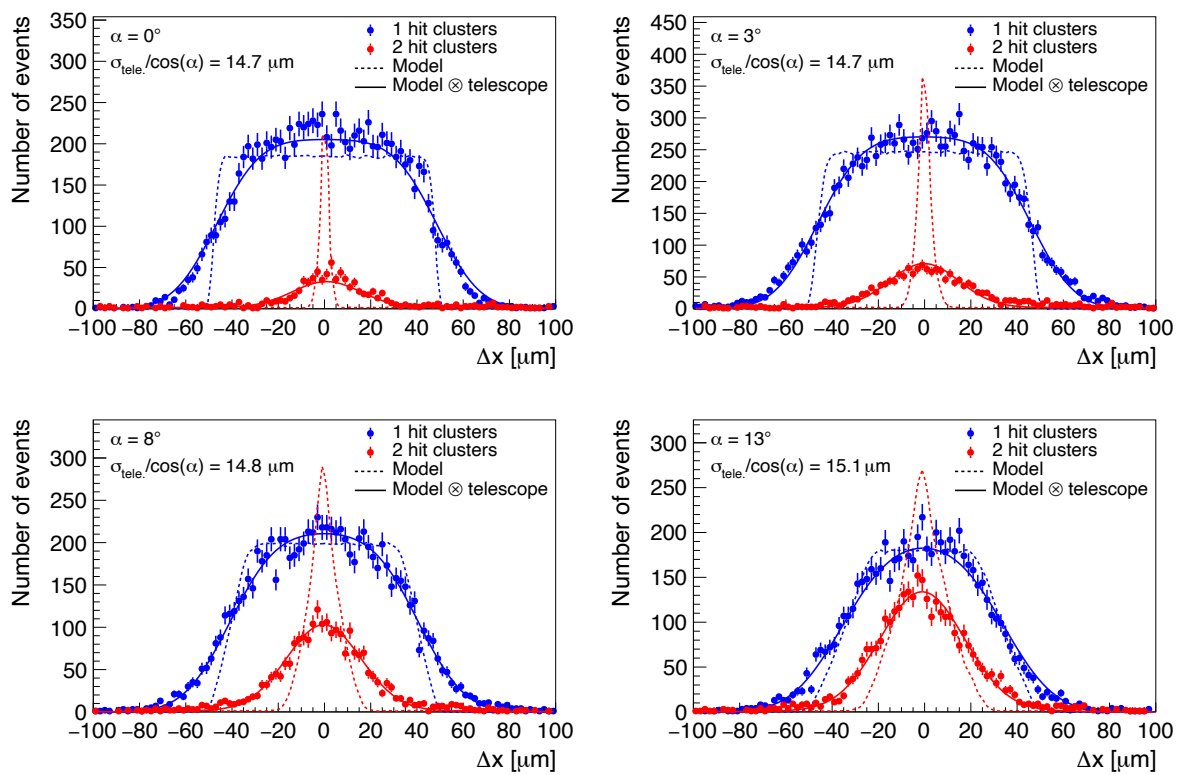 Number of events
350
300
250
200
150
100
50
0
α = 0°
σtele./cos(α) = 14.7 μm
1 hit clusters
2 hit clusters
Model
Model ⊗ telescope
−100 −80 −60 −40 −20 0 20 40 60 80 100
Δx [μm]
Number of events
450
400
350
300
250
200
150
100
50
0
α = 3°
σtele./cos(α) = 14.7 μm
1 hit clusters
2 hit clusters
Model
Model ⊗ telescope
−100 −80 −60 −40 −20 0 20 40 60 80 100
Δx [μm]
Number of events
300
250
200
150
100
50
0
α = 8°
σtele./cos(α) = 14.8 μm
1 hit clusters
2 hit clusters
Model
Model ⊗ telescope
−100 −80 −60 −40 −20 0 20 40 60 80 100
Δx [μm]
Number of events
300
250
200
150
100
50
0
α = 13°
σtele./cos(α) = 15.1 μm
1 hit clusters
2 hit clusters
Model
Model ⊗ telescope
−100 −80 −60 −40 −20 0 20 40 60 80 100
Δx [μm]